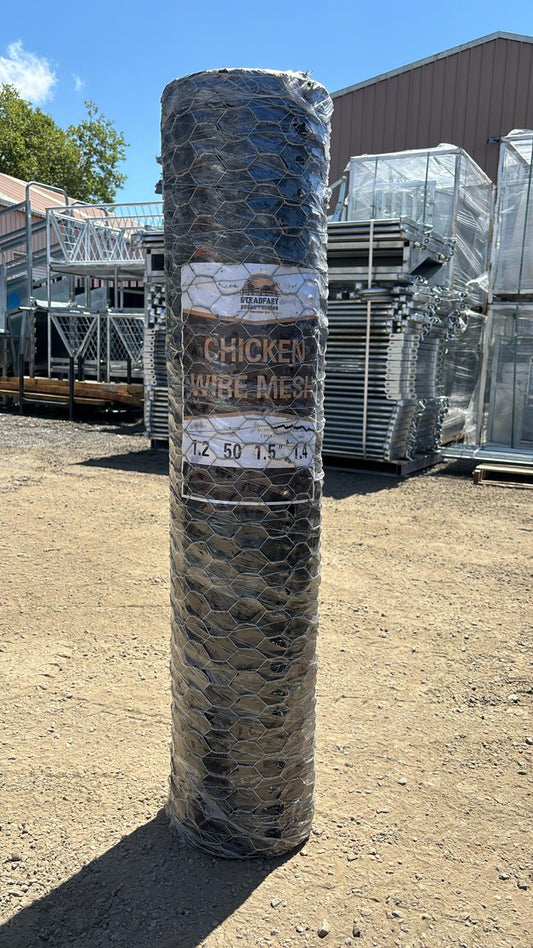 STEADFAST
CHICKEN
WIRE MESH
1.2 50 1.5 1.4